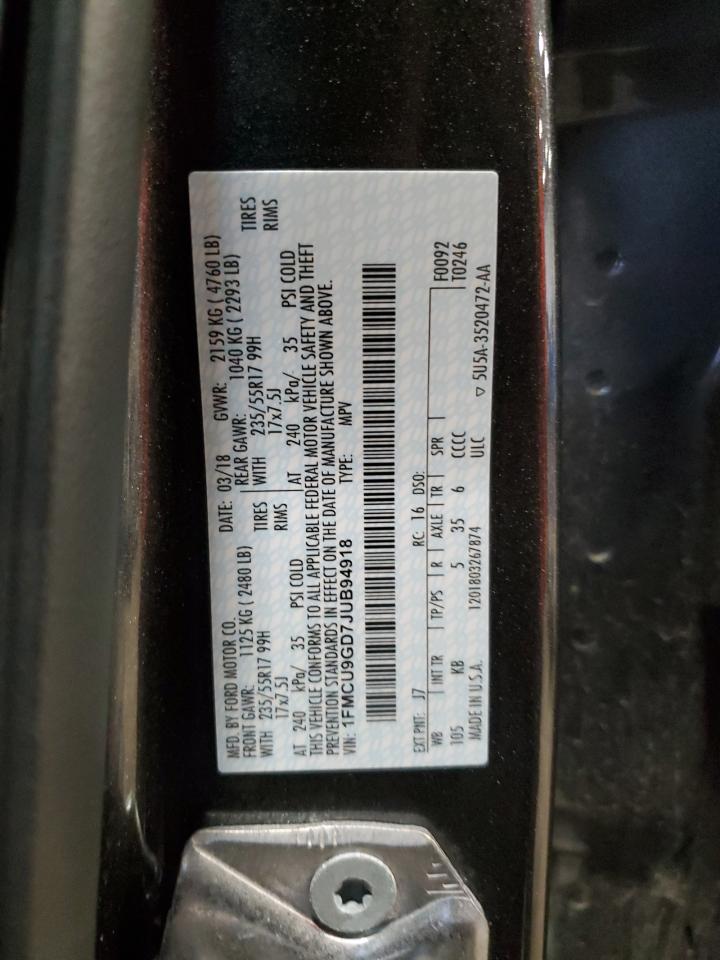 MFD. BY FORD MOTOR CO.
DATE: 03/18 GVWR: 2159 KG ( 4760 LB)
FRONT GAWR: 1125 KG ( 2480 LB) REAR GAWR: 1040 KG ( 2293 LB)
WITH 235/55R17 99H TIRES WITH 235/55R17 99H TIRES
17x7.5J RIMS 17x7.5J RIMS
AT 240 kPa/ 35 PSI COLD AT 240 kPa/ 35 PSI COLD
THIS VEHICLE CONFORMS TO ALL APPLICABLE FEDERAL MOTOR VEHICLE SAFETY AND THEFT
PREVENTION STANDARDS IN EFFECT ON THE DATE OF MANUFACTURE SHOWN ABOVE.
VIN: 1FMCU9GD7JUB94918 TYPE: MPV
EXT PNT: J7 RC: 16 DSO: F0092
WB INT TR TP/PS R AXLE TR SPR T0246
105 KB 5 35 6 CCCC
MADE IN U.S.A. 1201803267874 ULC ▽ 5U5A-3520472-AA